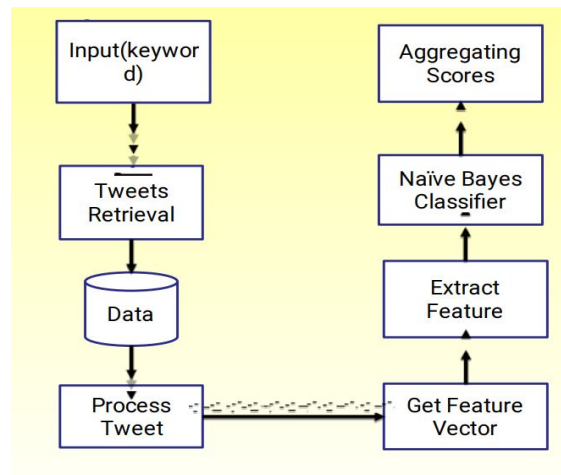 Input(keywor
d)
Tweets
Retrieval
Data
Process
Tweet
Get Feature
Vector
Extract
Feature
Naïve Bayes
Classifier
Aggregating
Scores